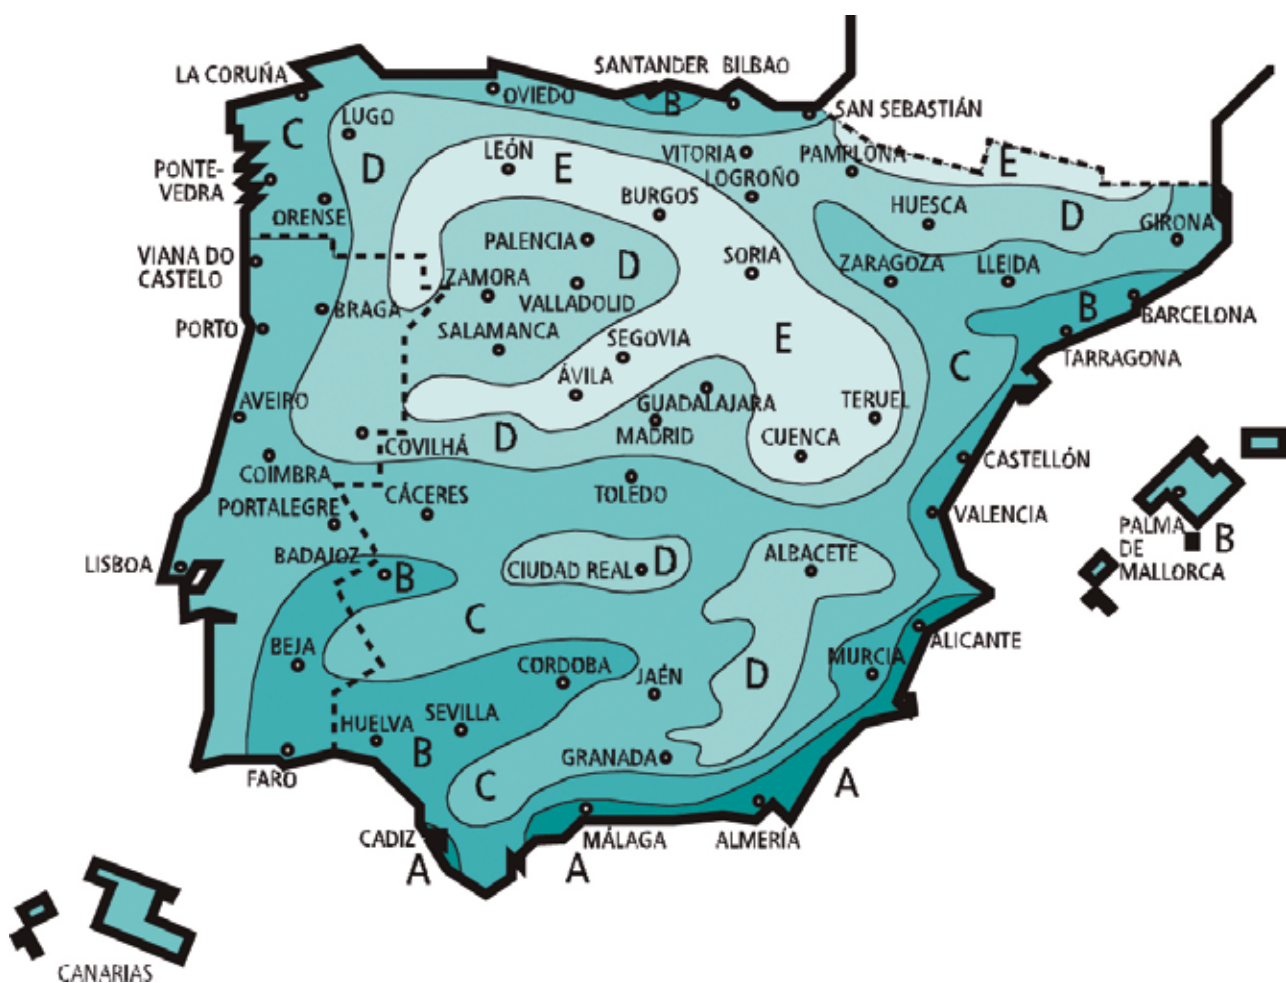 SANTANDER
BILBAO
LA CORUÑA
OVIEDO
B
SAN SEBASTIÁN
LUGO
C
LEÓN
VITORIA
PAMPLONA
E
D
E
PONTE-
VEDRA
LOGROÑO
BURGOS
HUESCA
D
ORENSE
GIRONA
PALENCIA
D
SORIA
VIANA DO
CASTELO
ZARAGOZA
LLEIDA
ZAMORA
VALLADOLID
B
BRAGA
BARCELONA
PORTO
SALAMANCA
SEGOVIA
E
TARRAGONA
C
ÁVILA
AVEIRO
GUADALAJARA
TERUEL
MADRID
CUENCA
D
COVILHÁ
CASTELLÓN
COIMBRA
CÁCERES
TOLEDO
PORTALEGRE
VALENCIA
PALMA
DE
MALLORCA
B
BADAJOZ
ALBACETE
LISBOA
B
CIUDAD REAL
D
C
ALICANTE
BEJA
CORDOBA
MURCIA
JAÉN
D
SEVILLA
HUELVA
B
GRANADA
FARO
C
A
CADIZ
A
MÁLAGA
A
ALMERÍA
CANARIAS